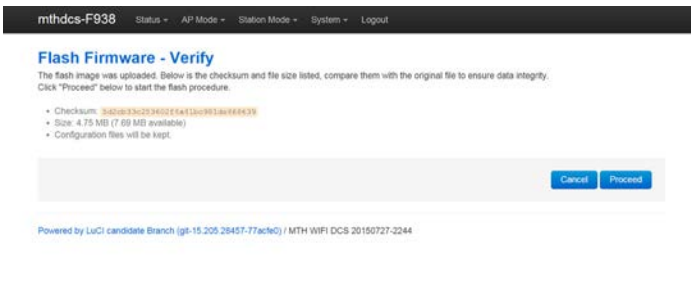 mthdcs-F938 Status AP Mode Station Mode System Logout
Flash Firmware - Verify
The flash image was uploaded. Below is the checksum and file size listed, compare them with the original file to ensure data integrity.
Click "Proceed" below to start the flash procedure.
Checksum:
Size: 4.75 MB (7.69 MB available)
Configuration files will be kept.
Cancel Proceed
Powered by LuCI candidate Branch (git-15.205.28457-77acfe0) / MTH WIFI DCS 20150727-2244